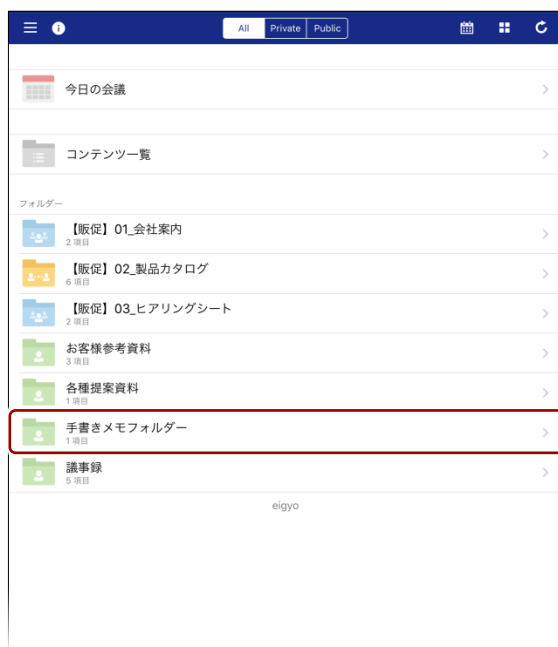 All Private Public
今日の会議
コンテンツ一覧
フォルダー
【販促】01_会社案内
2 項目
【販促】02_製品カタログ
6 項目
【販促】03_ヒアリングシート
2 項目
お客様参考資料
3 項目
各種提案資料
1 項目
手書きメモフォルダー
1 項目
議事録
5 項目
eigyo